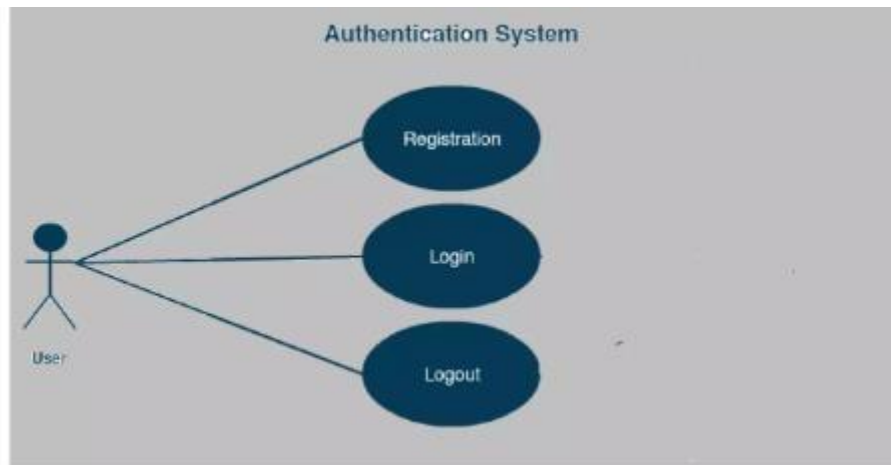 Authentication System
Registration
Login
User
Logout